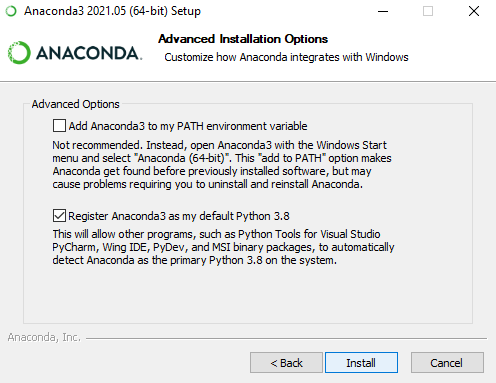 Anaconda3 2021.05 (64-bit) Setup
ANACONDA.
Advanced Installation Options
Customize how Anaconda integrates with Windows
Advanced Options
Add Anaconda3 to my PATH environment variable
Not recommended. Instead, open Anaconda3 with the Windows Start
menu and select "Anaconda (64-bit)". This "add to PATH" option makes
Anaconda get found before previously installed software, but may
cause problems requiring you to uninstall and reinstall Anaconda.
Register Anaconda3 as my default Python 3.8
This will allow other programs, such as Python Tools for Visual Studio
PyCharm, Wing IDE, PyDev, and MSI binary packages, to automatically
detect Anaconda as the primary Python 3.8 on the system.
Anaconda, Inc.
< Back
Install
Cancel